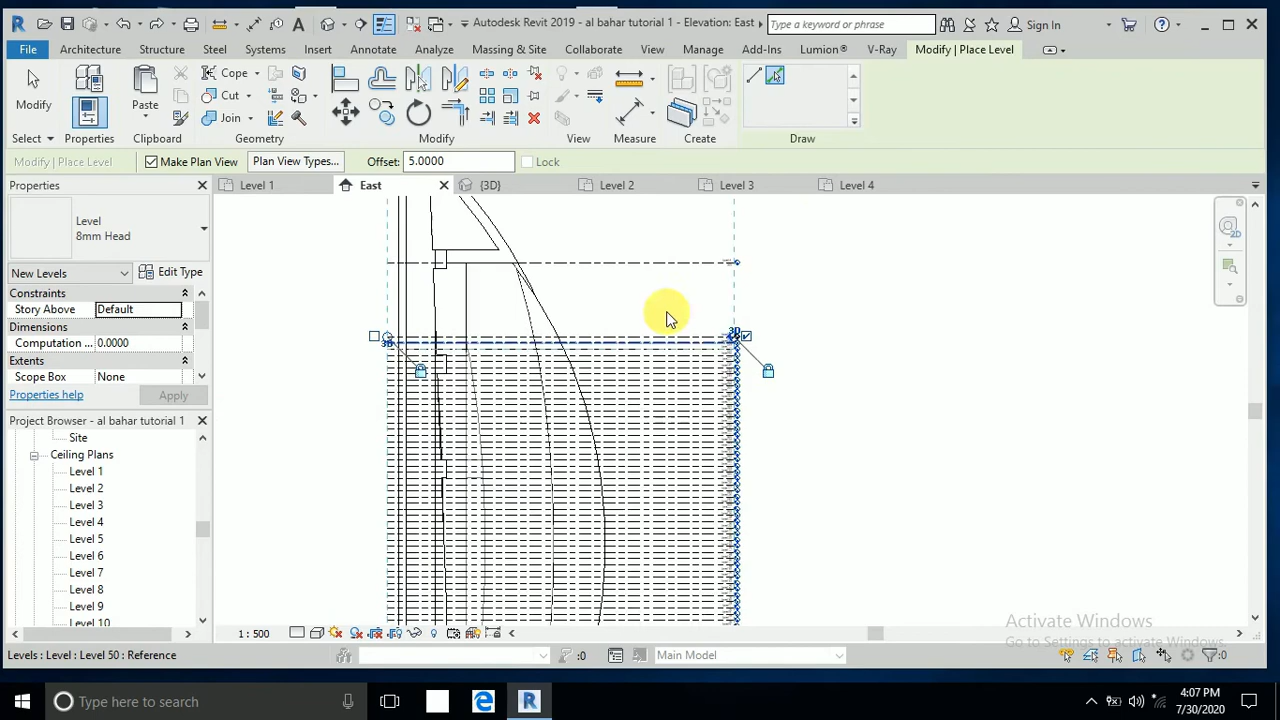 Autodesk Revit 2019 - al bahar tutorial 1 - Elevation: East
Type a keyword or phrase
Sign In
File
Architecture
Structure
Steel
Systems
Insert
Annotate
Analyze
Massing & Site
Collaborate
View
Manage
Add-Ins
Lumion®
V-Ray
Modify | Place Level
Modify
Paste
Cope
Cut
Join
Select
Properties
Clipboard
Geometry
Modify
View
Measure
Create
Draw
Modify | Place Level
Make Plan View
Plan View Types...
Offset:
5.0000
Lock
Properties
Level 1
East
{3D}
Level 2
Level 3
Level 4
Level
8mm Head
New Levels
Edit Type
Constraints
Story Above
Default
Dimensions
Computation ...
0.0000
Extents
Scope Box
None
Properties help
Apply
Project Browser - al bahar tutorial 1
Site
Ceiling Plans
Level 1
Level 2
Level 3
Level 4
Level 5
Level 6
Level 7
Level 8
Level 9
Level 10
3D
3D
2D
1 : 500
Activate Windows
Go to Settings to activate Windows.
Levels : Level : Level 50 : Reference
:0
Main Model
:0
Type here to search
4:07 PM
7/30/2020